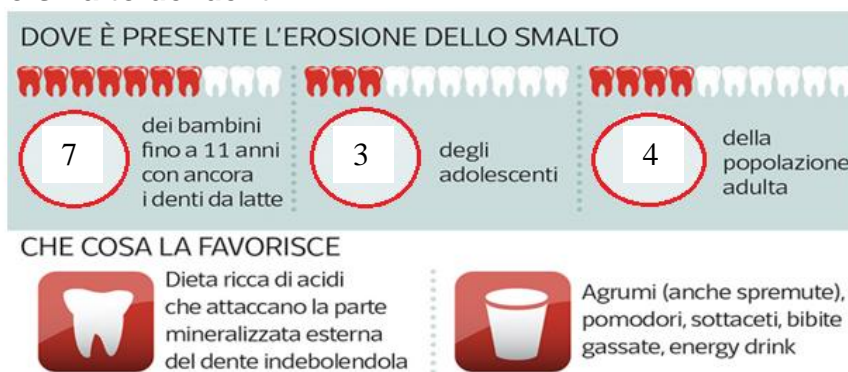 DOVE È PRESENTE L'EROSIONE DELLO SMALTO
7
dei bambini
fino a 11 anni
con ancora
i denti da latte
3
degli
adolescenti
4
della
popolazione
adulta
CHE COSA LA FAVORISCE
Dieta ricca di acidi
che attaccano la parte
mineralizzata esterna
del dente indebolendola
Agrumi (anche spremute),
pomodori, sottaceti, bibite
gassate, energy drink